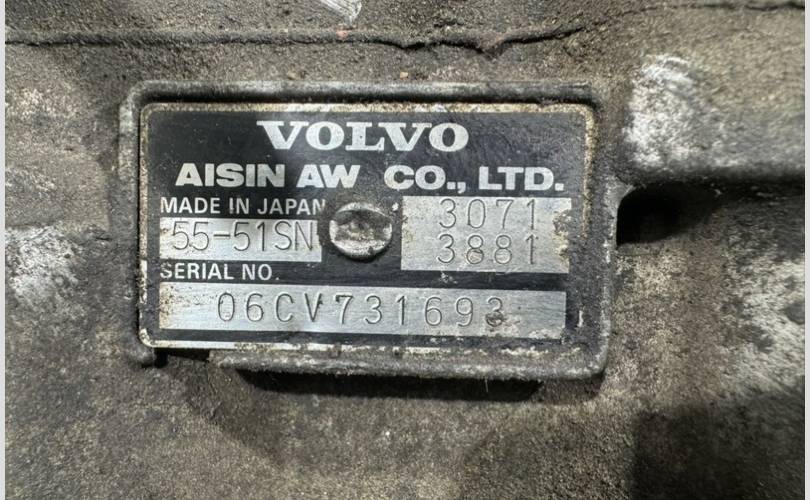 VOLVO
AISIN AW CO., LTD.
MADE IN JAPAN
3071
55-51SN
3881
SERIAL NO.
06CV731693